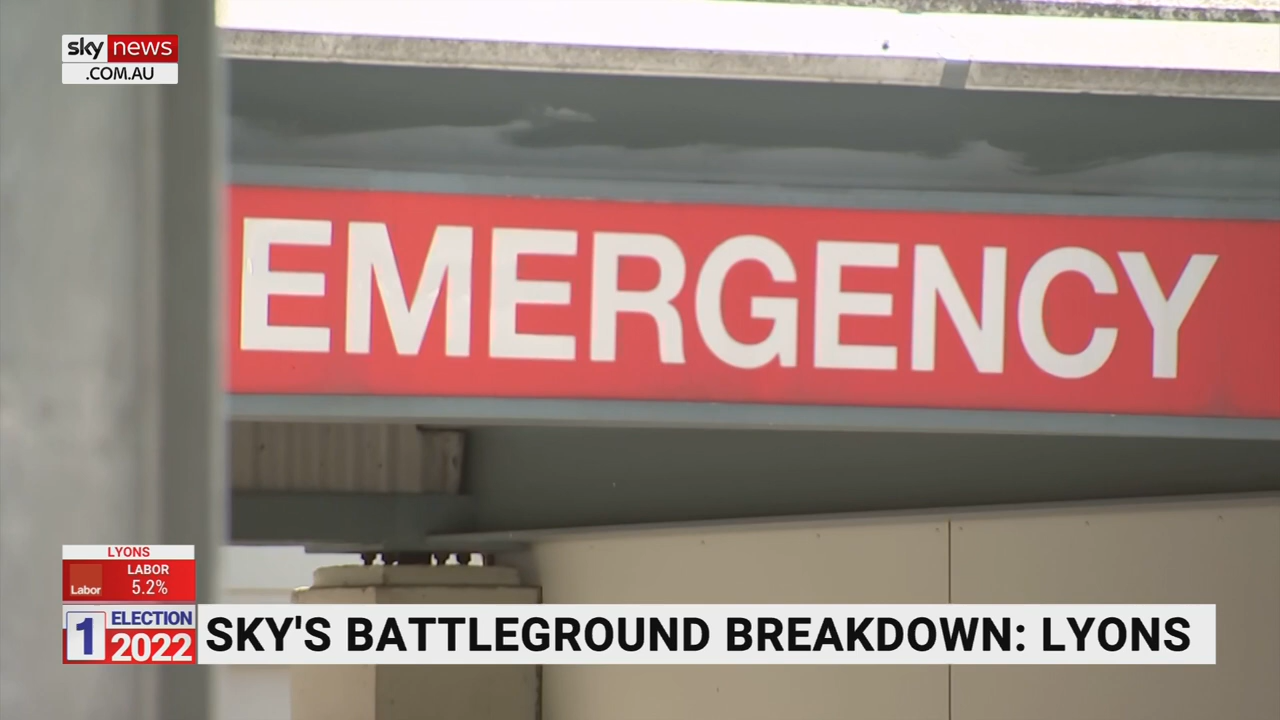 sky news
.COM.AU
EMERGENCY
LYONS
LABOR
5.2%
Labor
1 ELECTION
2022
SKY'S BATTLEGROUND BREAKDOWN: LYONS